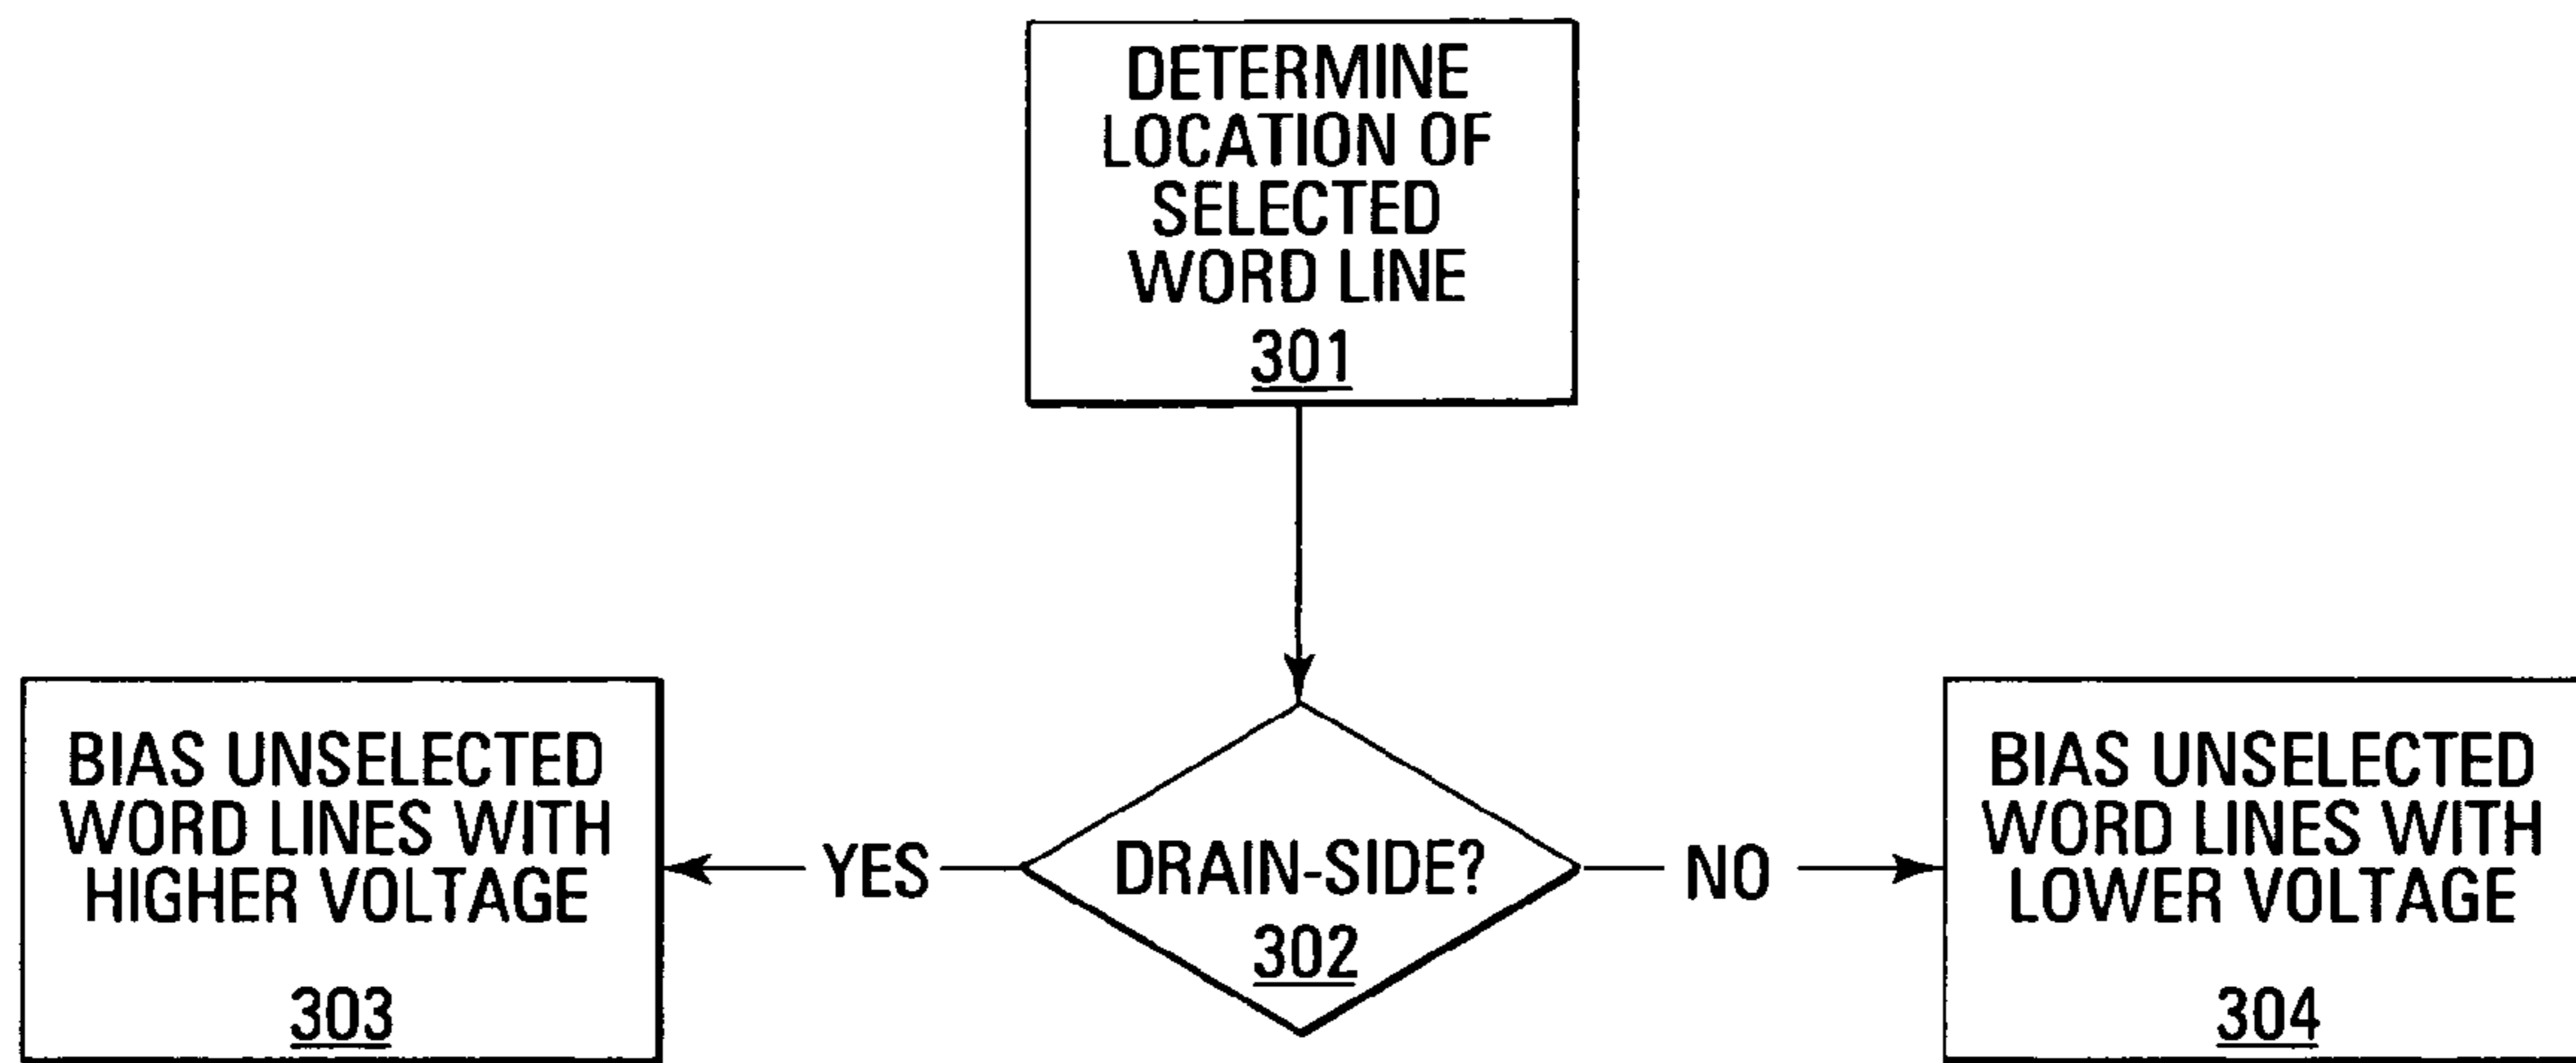 DETERMINE
LOCATION OF
SELECTED
WORD LINE
301
BIAS UNSELECTED
WORD LINES WITH
HIGHER VOLTAGE
303
YES
DRAIN-SIDE?
302
NO
BIAS UNSELECTED
WORD LINES WITH
LOWER VOLTAGE
304